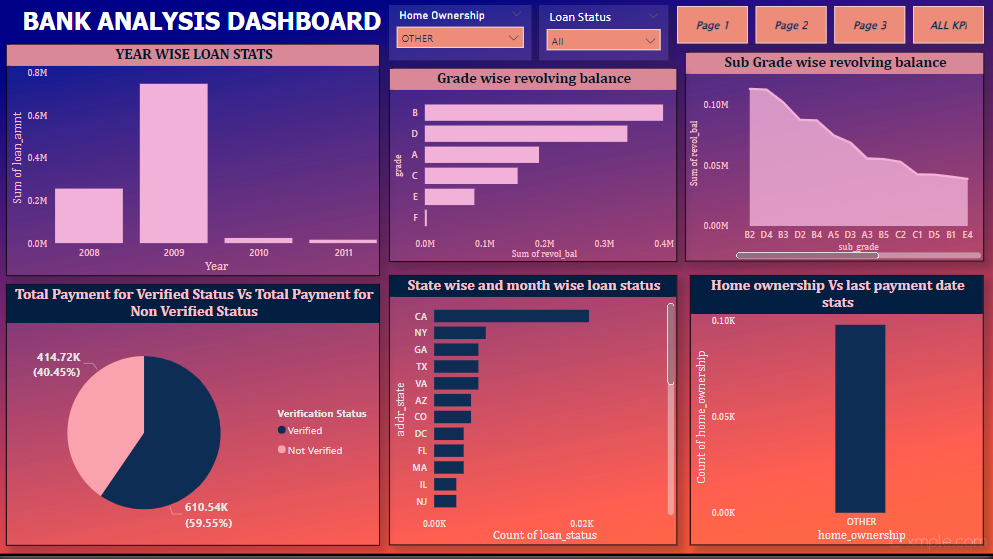 BANK ANALYSIS DASHBOARD
Home Ownership
OTHER
Loan Status
All
Page 1
Page 2
Page 3
ALL KPi
YEAR WISE LOAN STATS
Sum of loan_amnt
0.8M
0.6M
0.4M
0.2M
0.0M
2008 2009 2010 2011
Year
Grade wise revolving balance
grade
B
D
A
C
E
F
0.0M 0.1M 0.2M 0.3M 0.4M
Sum of revol_bal
Sub Grade wise revolving balance
Sum of revol_bal
0.10M
0.05M
0.00M
B2 D4 B3 D2 B4 A5 D3 A3 B5 C2 C1 D5 B1 E4
sub_grade
Total Payment for Verified Status Vs Total Payment for
Non Verified Status
414.72K
(40.45%)
610.54K
(59.55%)
Verification Status
Verified
Not Verified
State wise and month wise loan status
addr_state
CA
NY
GA
TX
VA
AZ
CO
DC
FL
MA
IL
NJ
0.00K 0.02K
Count of loan_status
Home ownership Vs last payment date
stats
Count of home_ownership
0.10K
0.05K
0.00K
OTHER
home_ownership